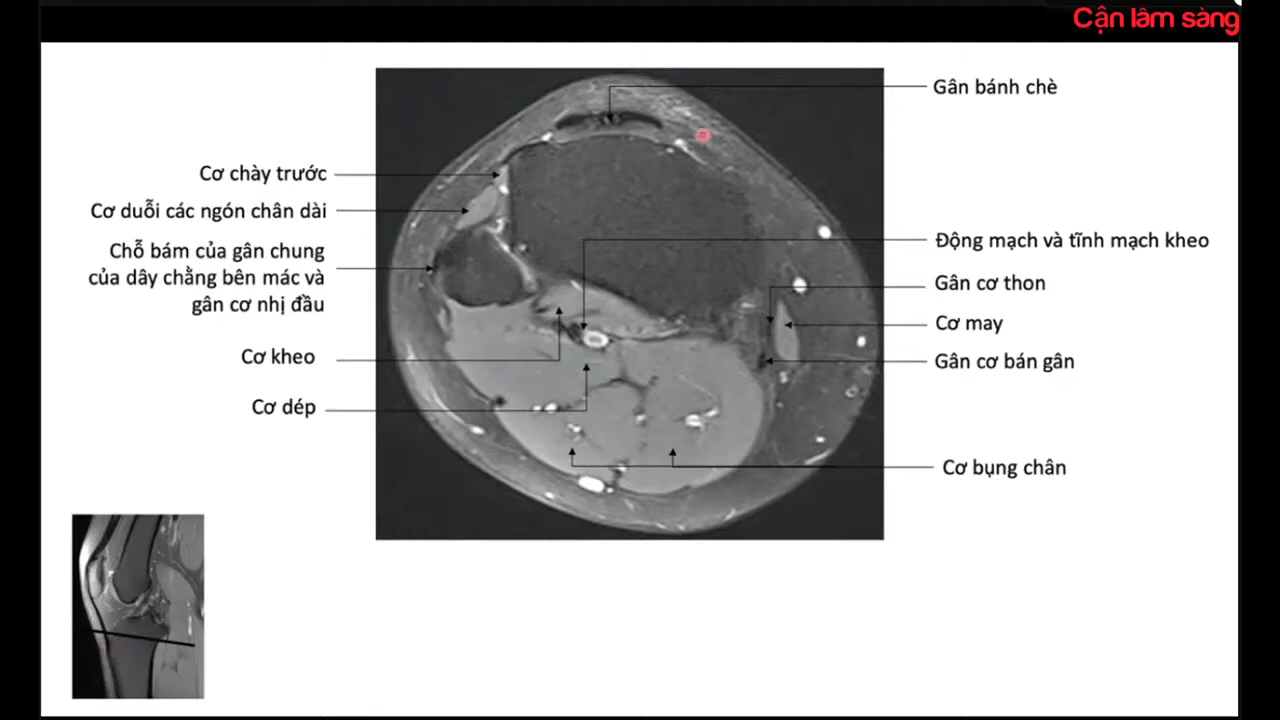 Cận lâm sàng
Gân bánh chè
Cơ chày trước
Cơ duỗi các ngón chân dài
Chỗ bám của gân chung
của dây chằng bên mác và
gân cơ nhị đầu
Cơ kheo
Cơ dép
Động mạch và tĩnh mạch kheo
Gân cơ thon
Cơ may
Gân cơ bán gân
Cơ bụng chân